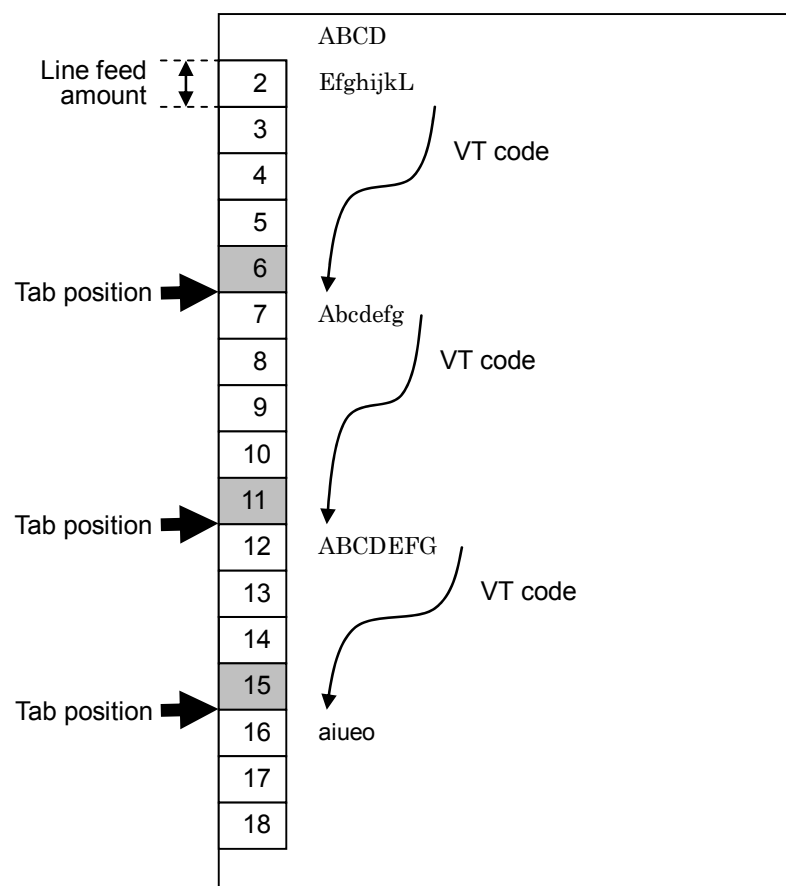 ABCD
Line feed
amount
2
EfghijkL
3
VT code
4
5
6
Tab position
7
Abcdefg
8
VT code
9
10
11
Tab position
12
ABCDEFG
13
VT code
14
15
Tab position
16
aiueo
17
18